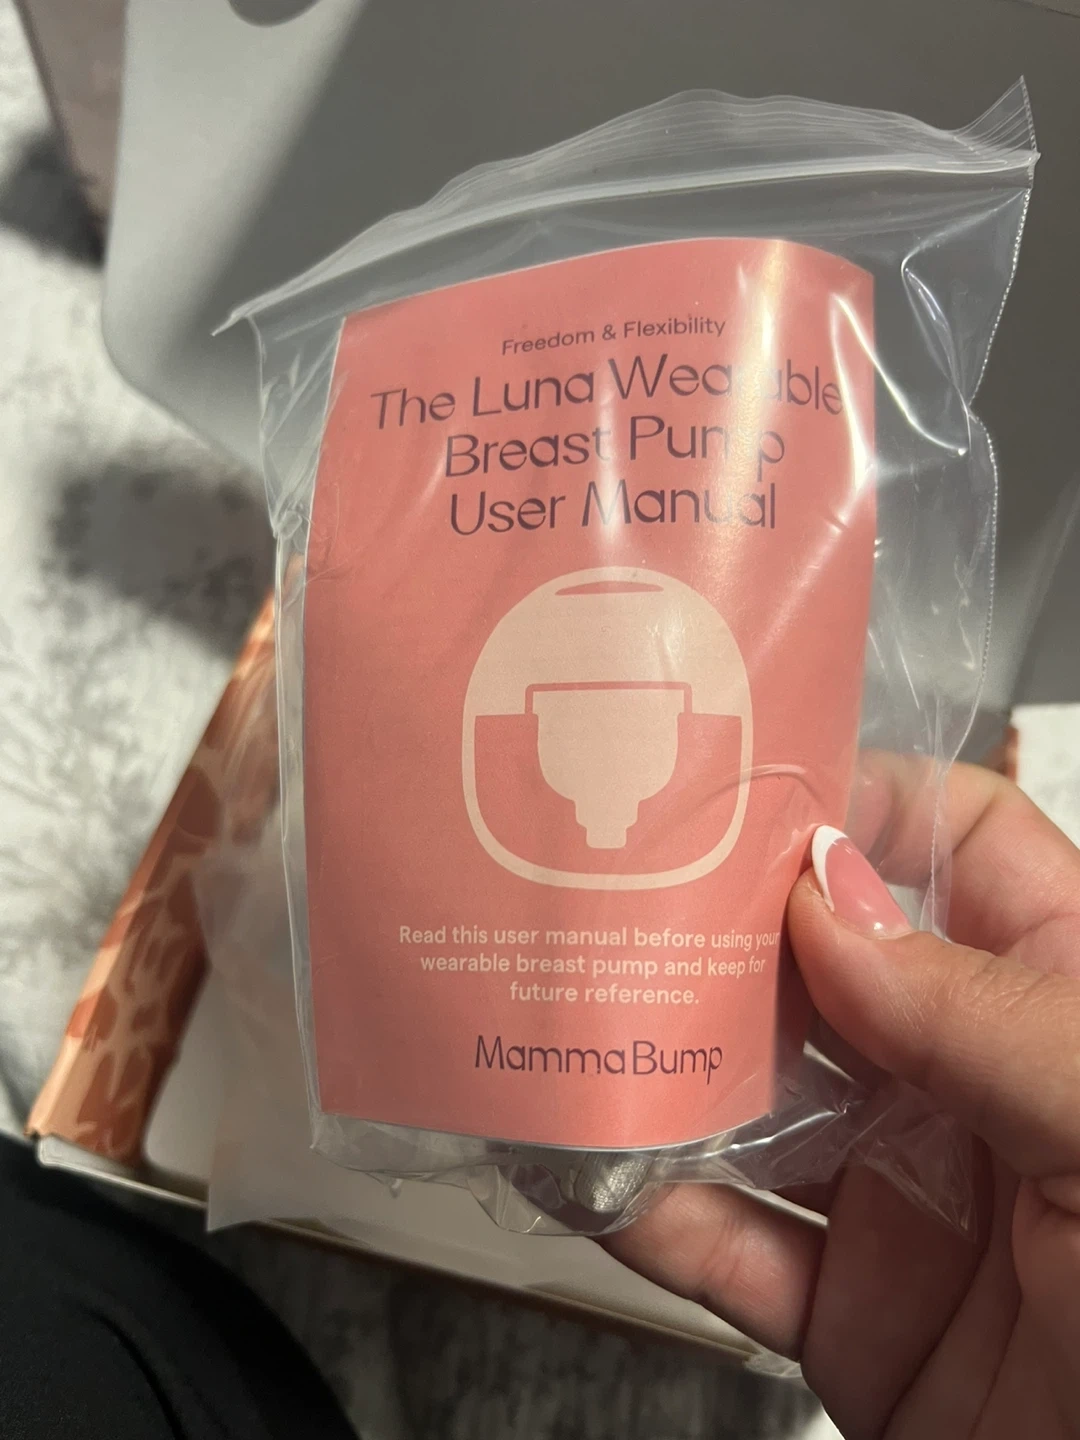 Freedom & Flexibility
The Luna Wearable
Breast Pump
User Manual
Read this user manual before using your
wearable breast pump and keep for
future reference.
MammaBump